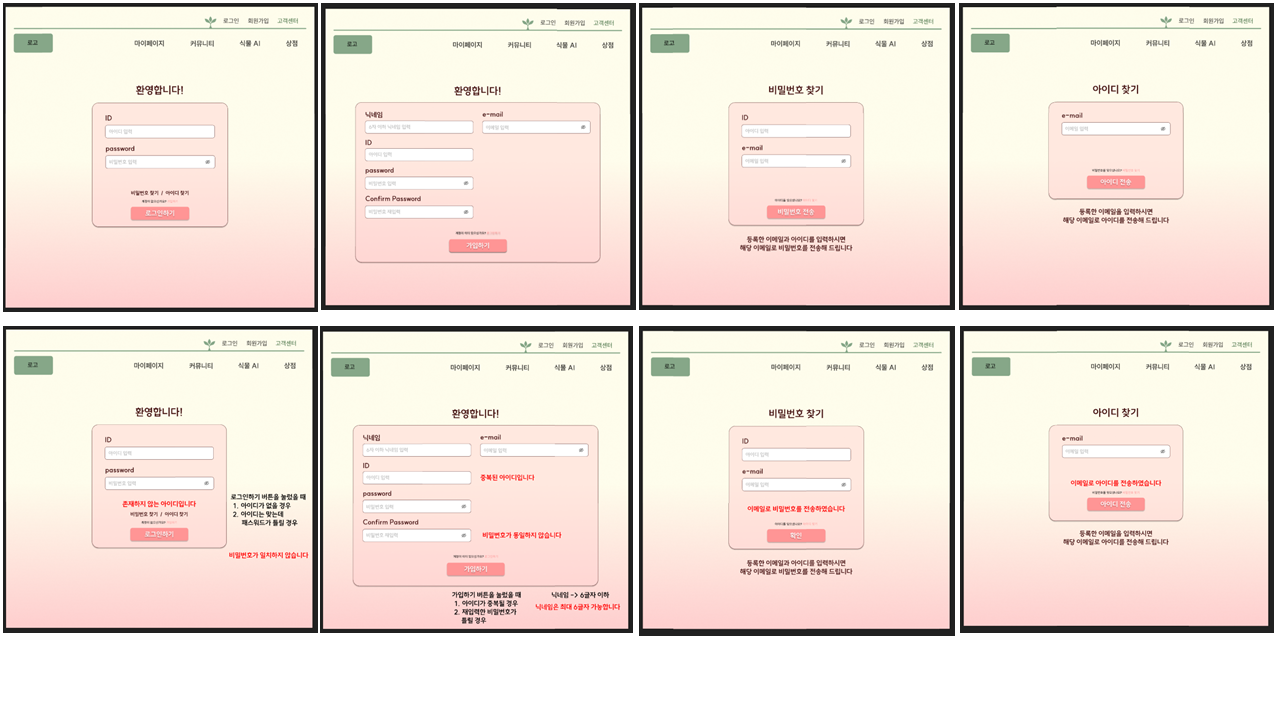 로그인 회원가입 고객센터
로고
마이페이지 커뮤니티 식물 AI 상점
환영합니다!
ID
아이디 입력
password
비밀번호 입력
비밀번호 찾기 / 아이디 찾기
로그인하기
로그인 회원가입 고객센터
로고
마이페이지 커뮤니티 식물 AI 상점
환영합니다!
닉네임 e-mail
6자 이하 닉네임 입력 이메일 입력
ID
아이디 입력
password
비밀번호 입력
Confirm Password
비밀번호 재입력
가입하기
로그인 회원가입 고객센터
로고
마이페이지 커뮤니티 식물 AI 상점
비밀번호 찾기
ID
아이디 입력
e-mail
이메일 입력
비밀번호 전송
등록한 이메일과 아이디를 입력하시면
해당 이메일로 비밀번호를 전송해 드립니다
로그인 회원가입 고객센터
로고
마이페이지 커뮤니티 식물 AI 상점
아이디 찾기
e-mail
이메일 입력
아이디 전송
등록한 이메일을 입력하시면
해당 이메일로 아이디를 전송해 드립니다
로그인 회원가입 고객센터
로고
마이페이지 커뮤니티 식물 AI 상점
환영합니다!
ID
아이디 입력
password
비밀번호 입력
존재하지 않는 아이디입니다
비밀번호 찾기 / 아이디 찾기
로그인하기
로그인하기 버튼을 눌렀을 때
1. 아이디가 없을 경우
2. 아이디는 맞는데
패스워드가 틀릴 경우
비밀번호가 일치하지 않습니다
로그인 회원가입 고객센터
로고
마이페이지 커뮤니티 식물 AI 상점
환영합니다!
닉네임 e-mail
6자 이하 닉네임 입력 이메일 입력
ID
아이디 입력 중복된 아이디입니다
password
비밀번호 입력
Confirm Password
비밀번호 재입력 비밀번호가 동일하지 않습니다
가입하기
가입하기 버튼을 눌렀을 때
1. 아이디가 중복될 경우
2. 재입력한 비밀번호가
틀릴 경우
닉네임 -> 6글자 이하
닉네임은 최대 6글자 가능합니다
로그인 회원가입 고객센터
로고
마이페이지 커뮤니티 식물 AI 상점
비밀번호 찾기
ID
아이디 입력
e-mail
이메일 입력
이메일로 비밀번호를 전송하였습니다
확인
등록한 이메일과 아이디를 입력하시면
해당 이메일로 비밀번호를 전송해 드립니다
로그인 회원가입 고객센터
로고
마이페이지 커뮤니티 식물 AI 상점
아이디 찾기
e-mail
이메일 입력
이메일로 아이디를 전송하였습니다
아이디 전송
등록한 이메일을 입력하시면
해당 이메일로 아이디를 전송해 드립니다